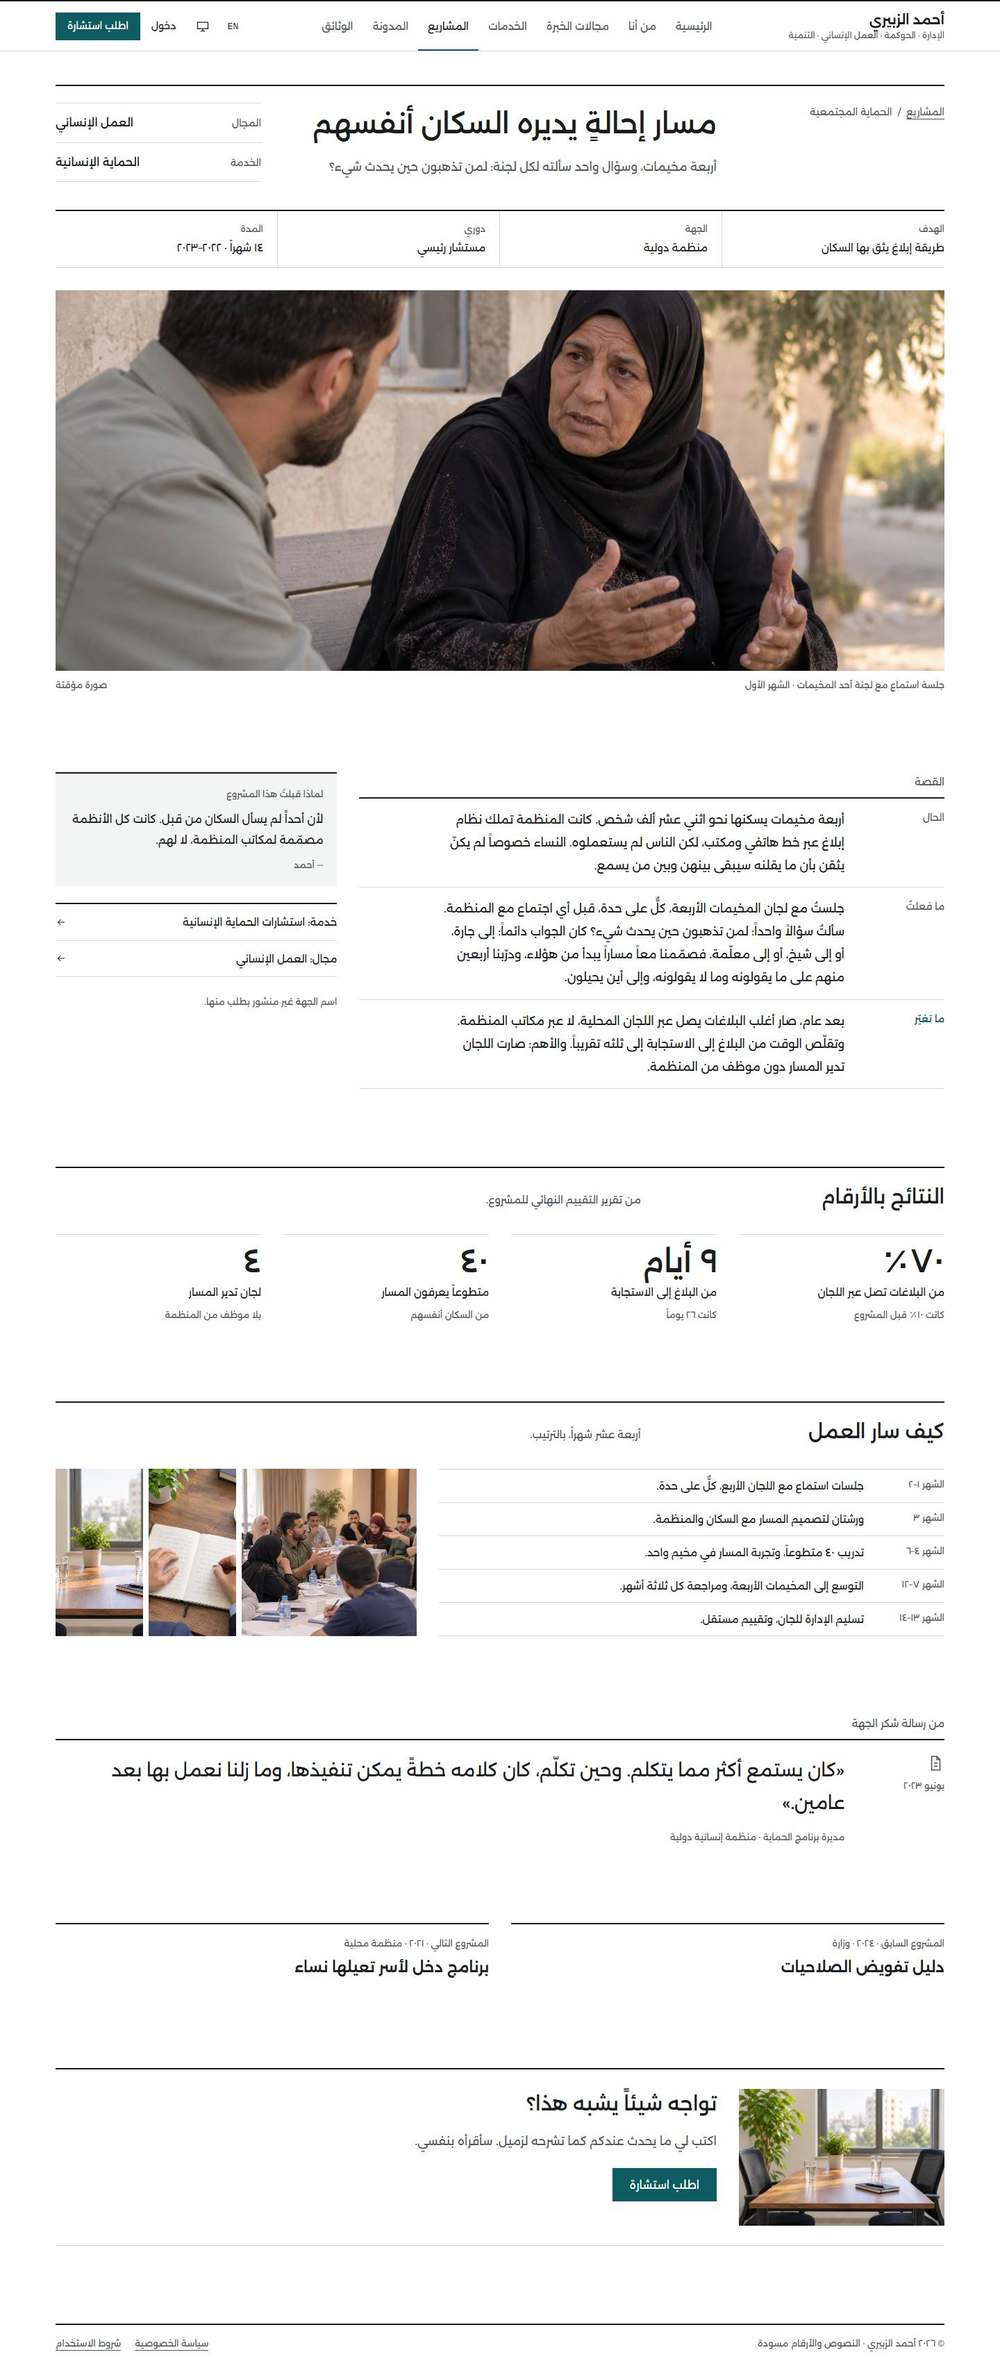 أحمد الزبيري
الإدارة · الحوكمة · العمل الإنساني · التنمية
الرئيسية
من أنا
مجالات الخبرة
الخدمات
المشاريع
المدونة
الوثائق
EN
دخول
اطلب استشارة
المشاريع / الحماية المجتمعية
مسار إحالةٍ يديره السكان أنفسهم
أربعة مخيمات، وسؤال واحد سألته لكل لجنة: لمن تذهبون حين يحدث شيء؟
المجال
العمل الإنساني
الخدمة
الحماية الإنسانية
الهدف
طريقة إبلاغ يثق بها السكان
الجهة
منظمة دولية
دوري
مستشار رئيسي
المدة
١٤ شهراً · ٢٠٢٢–٢٠٢٣
جلسة استماع مع لجنة أحد المخيمات · الشهر الأول
صورة مؤقتة
القصة
الحال
أربعة مخيمات يسكنها نحو اثني عشر ألف شخص. كانت المنظمة تملك نظام
إبلاغ عبر خط هاتفي ومكتب، لكن الناس لم يستعملوه. النساء خصوصاً لم يكنّ
يثقن بأن ما يقلنه سيبقى بينهن وبين من يسمع.
ما فعلتُ
جلستُ مع لجان المخيمات الأربعة، كلٌّ على حدة، قبل أي اجتماع مع المنظمة.
سألتُ سؤالاً واحداً: لمن تذهبون حين يحدث شيء؟ كان الجواب دائماً: إلى جارة،
أو إلى شيخ، أو إلى معلّمة. فصمّمنا معاً مساراً يبدأ من هؤلاء، ودرّبنا أربعين
منهم على ما يقولونه وما لا يقولونه، وإلى أين يحيلون.
ما تغيّر
بعد عام، صار أغلب البلاغات يصل عبر اللجان المحلية، لا عبر مكاتب المنظمة.
وتقلّص الوقت من البلاغ إلى الاستجابة إلى ثلثه تقريباً. والأهم: صارت اللجان
تدير المسار دون موظف من المنظمة.
لماذا قبلتُ هذا المشروع
لأن أحداً لم يسأل السكان من قبل. كانت كل الأنظمة
مصمّمة لمكاتب المنظمة، لا لهم.
— أحمد
خدمة: استشارات الحماية الإنسانية ←
مجال: العمل الإنساني ←
اسم الجهة غير منشور بطلب منها.
النتائج بالأرقام
من تقرير التقييم النهائي للمشروع.
٧٠٪
من البلاغات تصل عبر اللجان
كانت ١٠٪ قبل المشروع
٩ أيام
من البلاغ إلى الاستجابة
كانت ٢٦ يوماً
٤٠
متطوعاً يعرفون المسار
من السكان أنفسهم
٤
لجان تدير المسار
بلا موظف من المنظمة
كيف سار العمل
أربعة عشر شهراً، بالترتيب.
الشهر ١–٢
جلسات استماع مع اللجان الأربع، كلٌّ على حدة.
الشهر ٣
ورشتان لتصميم المسار مع السكان والمنظمة.
الشهر ٤–٦
تدريب ٤٠ متطوعاً، وتجربة المسار في مخيم واحد.
الشهر ٧–١٢
التوسع إلى المخيمات الأربعة، ومراجعة كل ثلاثة أشهر.
الشهر ١٣–١٤
تسليم الإدارة للجان، وتقييم مستقل.
من رسالة شكر الجهة
يونيو ٢٠٢٣
«كان يستمع أكثر مما يتكلم. وحين تكلّم، كان كلامه خطةً يمكن تنفيذها، وما زلنا نعمل بها بعد
عامين.»
مديرة برنامج الحماية · منظمة إنسانية دولية
المشروع السابق · ٢٠٢٤ · وزارة
دليل تفويض الصلاحيات
المشروع التالي · ٢٠٢١ · منظمة محلية
برنامج دخل لأسر تعيلها نساء
تواجه شيئاً يشبه هذا؟
اكتب لي ما يحدث عندكم كما تشرحه لزميل. سأقرأه بنفسي.
اطلب استشارة
© ٢٠٢٦ أحمد الزبيري · النصوص والأرقام مسودة
سياسة الخصوصية
شروط الاستخدام